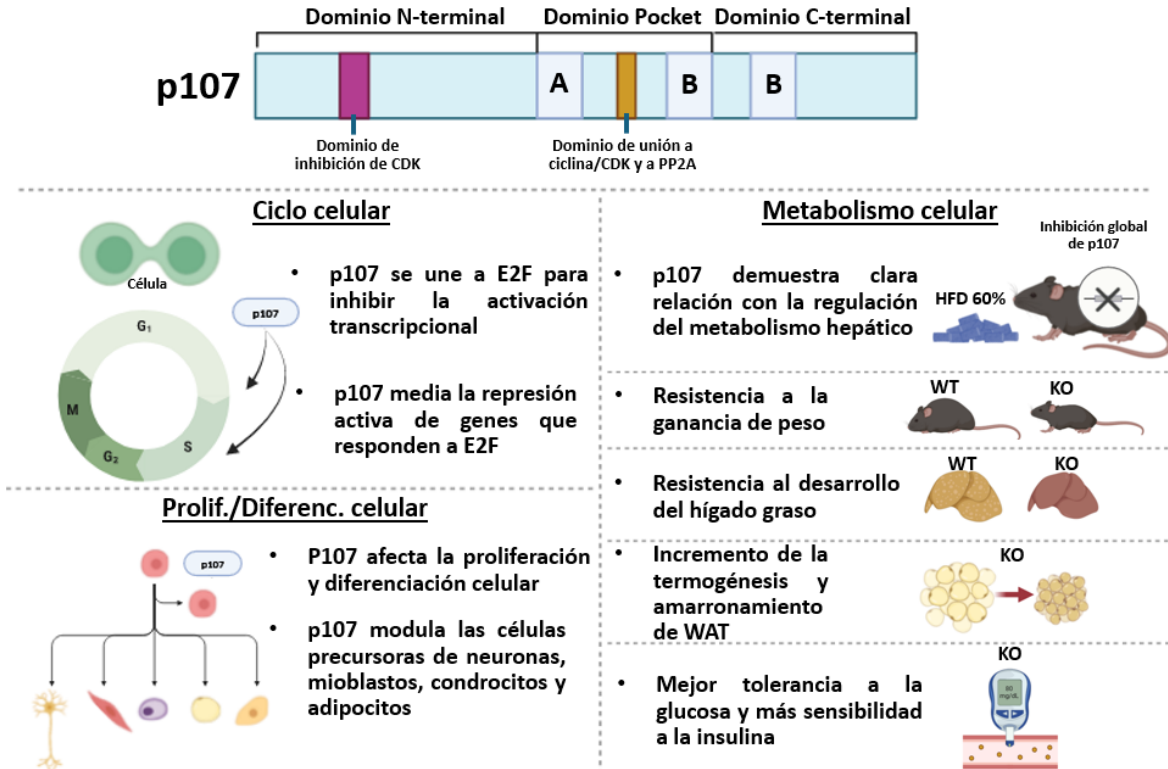 Dominio N-terminal
Dominio Pocket
Dominio C-terminal
p107
A
B
B
Dominio de
inhibición de CDK
Dominio de unión a
ciclina/CDK y a PP2A
Ciclo celular
Célula
p107
G₁
M
G₂
S
• p107 se une a E2F para
inhibir la activación
transcripcional
• p107 media la represión
activa de genes que
responden a E2F
Prolif./Diferenc. celular
p107
• P107 afecta la proliferación
y diferenciación celular
• p107 modula las células
precursoras de neuronas,
mioblastos, condrocitos y
adipocitos
Metabolismo celular
Inhibición global
de p107
• p107 demuestra clara
relación con la regulación
del metabolismo hepático
HFD 60%
• Resistencia a la
ganancia de peso
WT
KO
• Resistencia al desarrollo
del hígado graso
WT
KO
• Incremento de la
termogénesis y
amarronamiento
de WAT
KO
• Mejor tolerancia a la
glucosa y más sensibilidad
a la insulina
KO
80
mg/dL